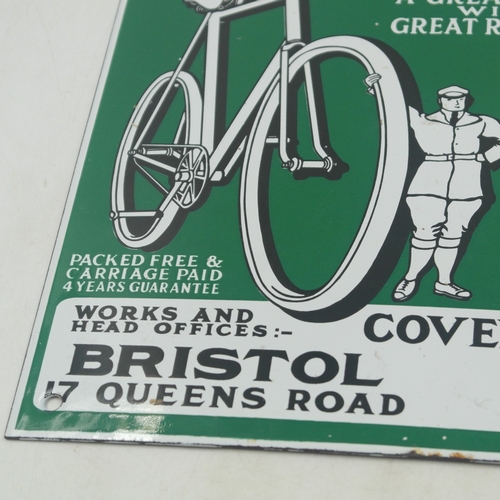 A GREA
WI
GREAT R
PACKED FREE &
CARRIAGE PAID
4 YEARS GUARANTEE
WORKS AND
HEAD OFFICES:-
COVE
BRISTOL
17 QUEENS ROAD